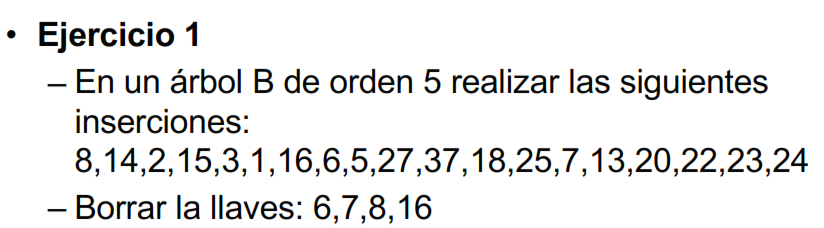 • Ejercicio 1
– En un árbol B de orden 5 realizar las siguientes
inserciones:
8,14,2,15,3,1,16,6,5,27,37,18,25,7,13,20,22,23,24
– Borrar la llaves: 6,7,8,16